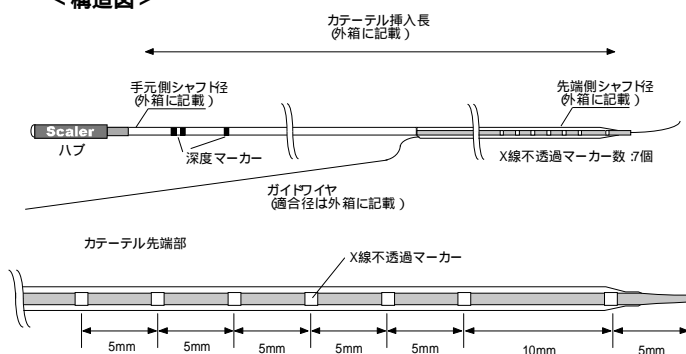 ＜構造図＞
カテーテル挿入長
(外箱に記載)
手元側シャフト径
(外箱に記載)
先端側シャフト径
(外箱に記載)
Scaler
ハブ
深度マーカー
X線不透過マーカー数:7個
ガイドワイヤ
(適合径は外箱に記載)
カテーテル先端部
X線不透過マーカー
5mm 5mm 5mm 5mm 5mm 10mm 5mm